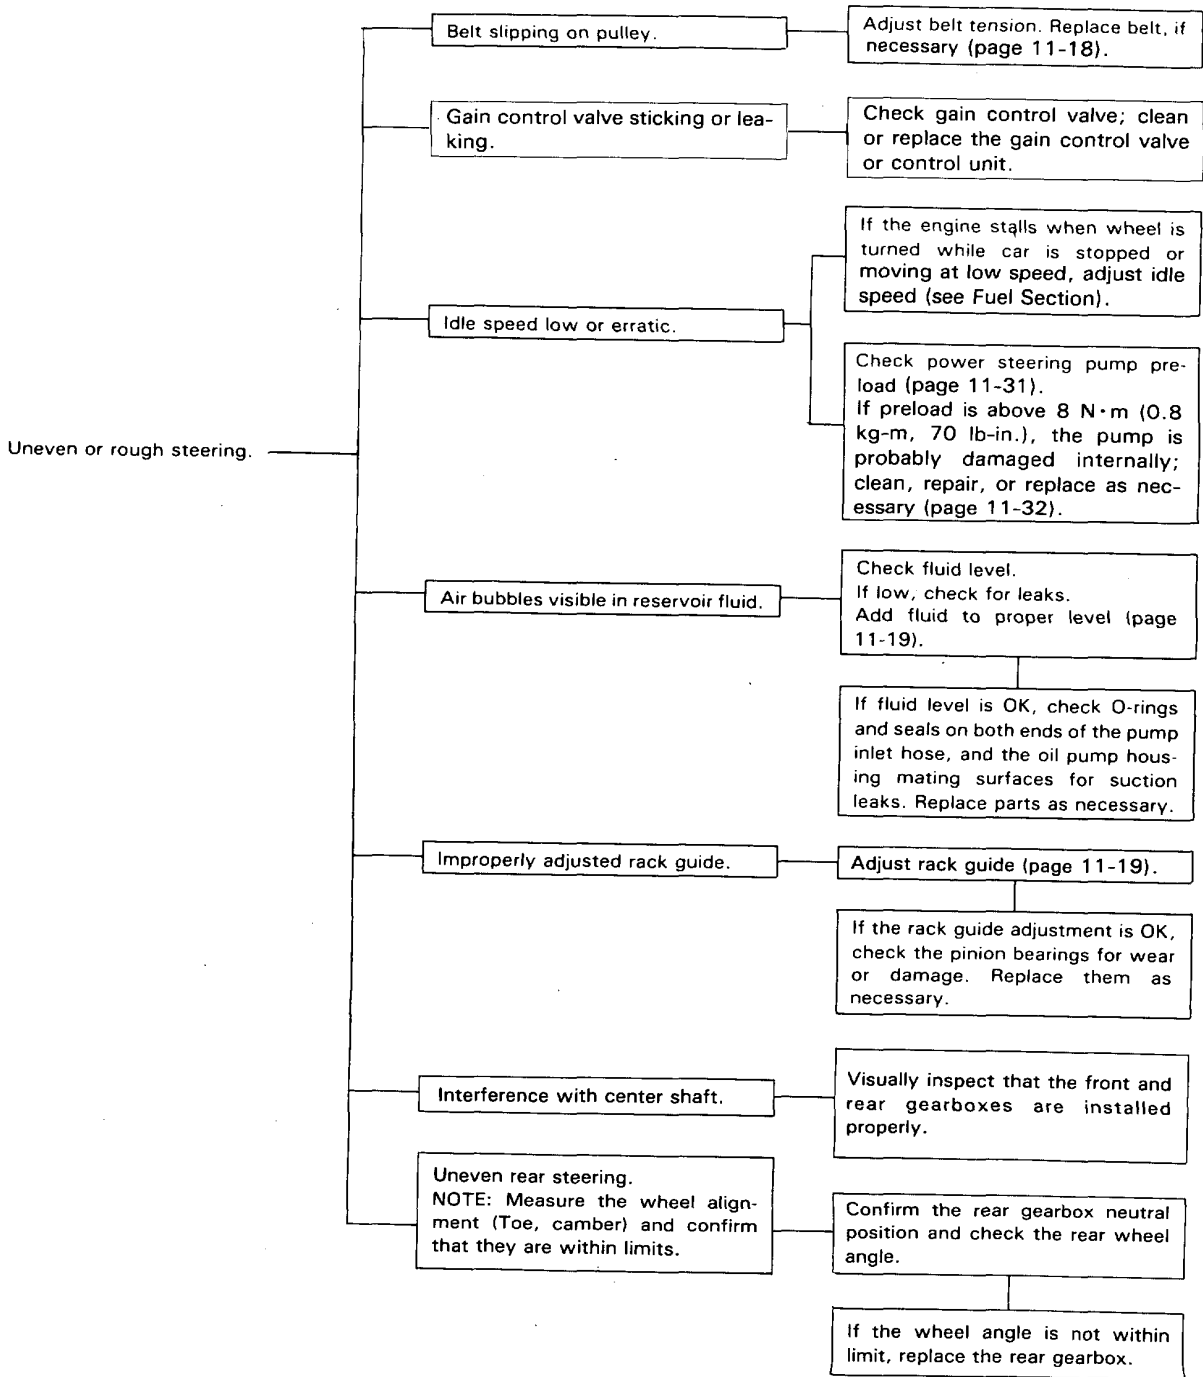 Belt slipping on pulley.
Adjust belt tension. Replace belt, if
necessary (page 11-18).
Gain control valve sticking or lea-
king.
Check gain control valve; clean
or replace the gain control valve
or control unit.
If the engine stalls when wheel is
turned while car is stopped or
moving at low speed, adjust idle
speed (see Fuel Section).
Idle speed low or erratic.
Check power steering pump pre-
load (page 11-31).
If preload is above 8 N·m (0.8
kg-m, 70 lb-in.), the pump is
probably damaged internally;
clean, repair, or replace as nec-
essary (page 11-32).
Uneven or rough steering.
Air bubbles visible in reservoir fluid.
Check fluid level.
If low, check for leaks.
Add fluid to proper level (page
11-19).
If fluid level is OK, check O-rings
and seals on both ends of the pump
inlet hose, and the oil pump hous-
ing mating surfaces for suction
leaks. Replace parts as necessary.
Improperly adjusted rack guide.
Adjust rack guide (page 11-19).
If the rack guide adjustment is OK,
check the pinion bearings for wear
or damage. Replace them as
necessary.
Interference with center shaft.
Visually inspect that the front and
rear gearboxes are installed
properly.
Uneven rear steering.
NOTE: Measure the wheel align-
ment (Toe, camber) and confirm
that they are within limits.
Confirm the rear gearbox neutral
position and check the rear wheel
angle.
If the wheel angle is not within
limit, replace the rear gearbox.